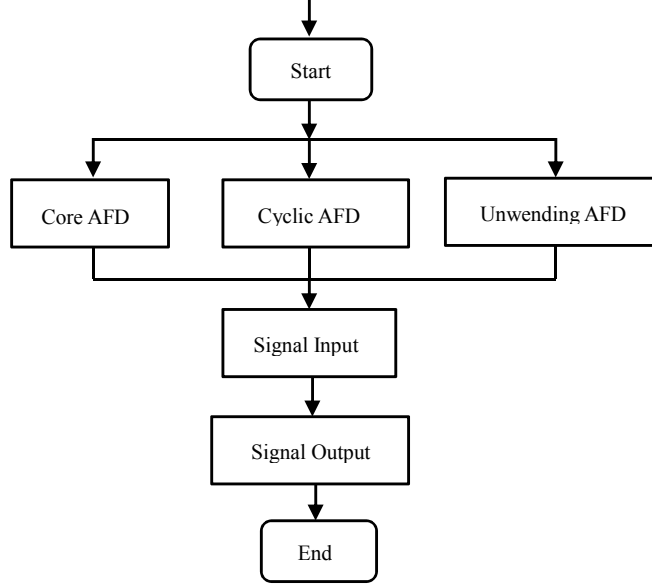 Start
Core AFD
Cyclic AFD
Unwending AFD
Signal Input
Signal Output
End